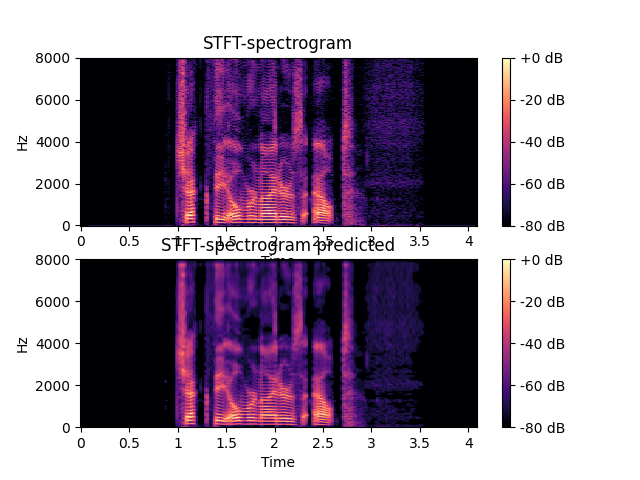 STFT-spectrogram
8000
6000
4000
2000
0
Hz
0 0.5 1 1.5 2 2.5 3 3.5 4
Time
+0 dB
-20 dB
-40 dB
-60 dB
-80 dB
STFT-spectrogram predicted
8000
6000
4000
2000
0
Hz
0 0.5 1 1.5 2 2.5 3 3.5 4
Time
+0 dB
-20 dB
-40 dB
-60 dB
-80 dB